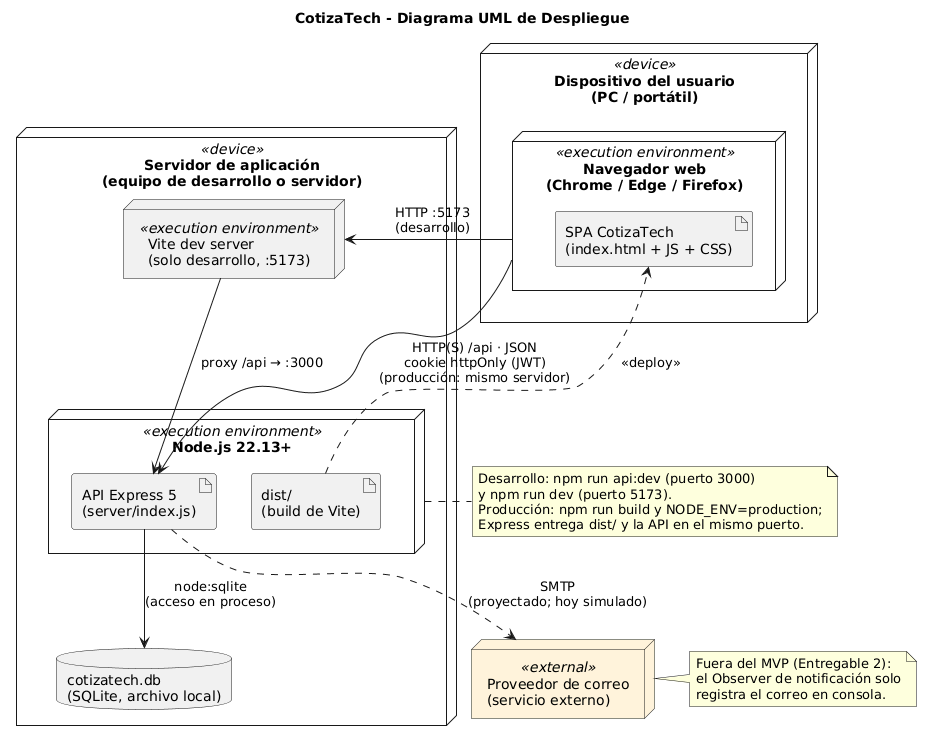 CotizaTech - Diagrama UML de Despliegue
«device»
Dispositivo del usuario
(PC / portátil)
«execution environment»
Navegador web
(Chrome / Edge / Firefox)
SPA CotizaTech
(index.html + JS + CSS)
«device»
Servidor de aplicación
(equipo de desarrollo o servidor)
«execution environment»
Vite dev server
(solo desarrollo, :5173)
HTTP :5173
(desarrollo)
proxy /api → :3000
HTTP(S) /api · JSON
cookie httpOnly (JWT)
(producción: mismo servidor)
«deploy»
«execution environment»
Node.js 22.13+
API Express 5
(server/index.js)
dist/
(build de Vite)
Desarrollo: npm run api:dev (puerto 3000)
y npm run dev (puerto 5173).
Producción: npm run build y NODE_ENV=production;
Express entrega dist/ y la API en el mismo puerto.
node:sqlite
(acceso en proceso)
SMTP
(proyectado; hoy simulado)
cotizatech.db
(SQLite, archivo local)
«external»
Proveedor de correo
(servicio externo)
Fuera del MVP (Entregable 2):
el Observer de notificación solo
registra el correo en consola.